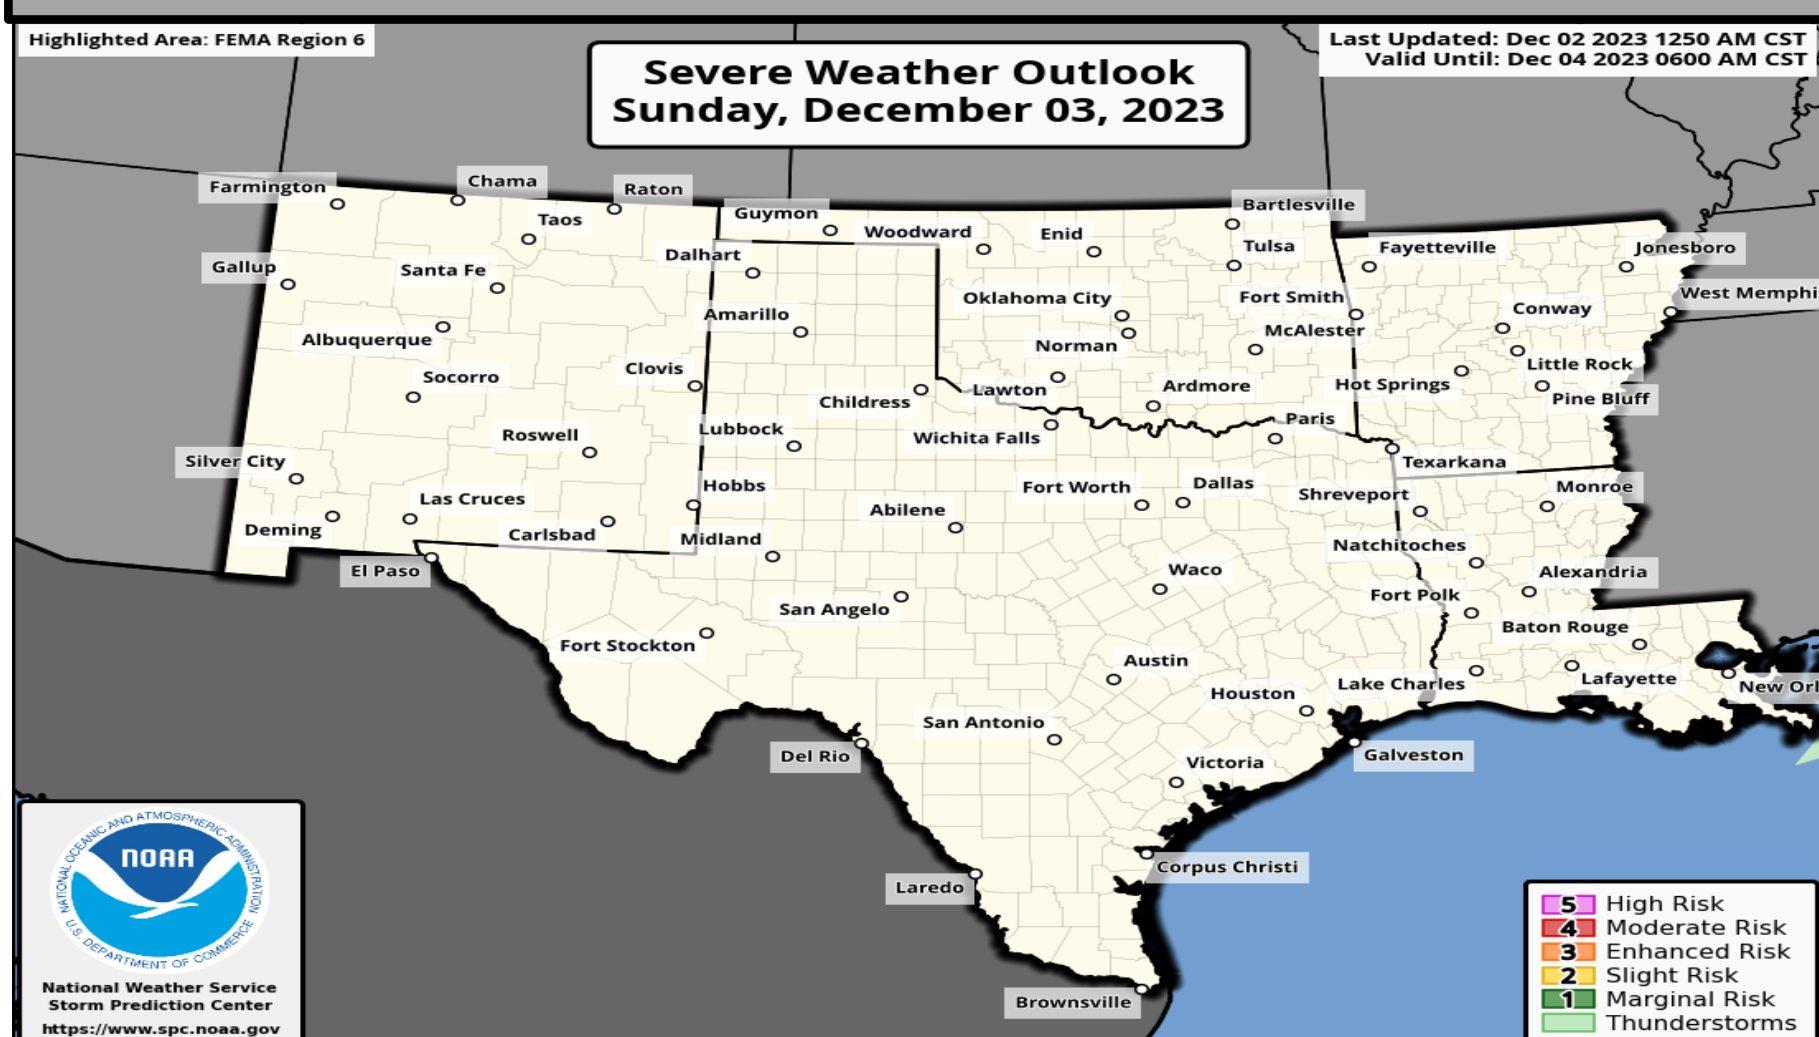 Highlighted Area: FEMA Region 6
Severe Weather Outlook
Sunday, December 03, 2023
Last Updated: Dec 02 2023 1250 AM CST
Valid Until: Dec 04 2023 0600 AM CST
Farmington
Chama
Raton
Taos
Guymon
Woodward
Enid
Bartlesville
Tulsa
Fayetteville
Jonesboro
Gallup
Santa Fe
Dalhart
Oklahoma City
Fort Smith
Conway
West Memphi
Amarillo
Albuquerque
McAlester
Norman
Socorro
Clovis
Childress
Lawton
Ardmore
Hot Springs
Little Rock
Pine Bluff
Roswell
Lubbock
Wichita Falls
Paris
Texarkana
Silver City
Las Cruces
Hobbs
Fort Worth
Dallas
Shreveport
Monroe
Deming
Carlsbad
Midland
Abilene
Natchitoches
El Paso
Waco
Alexandria
San Angelo
Fort Polk
Fort Stockton
Baton Rouge
Austin
Houston
Lake Charles
Lafayette
New Orl
San Antonio
Del Rio
Victoria
Galveston
Laredo
Corpus Christi
Brownsville
NATIONAL OCEANIC AND ATMOSPHERIC ADMINISTRATION
NOAA
U.S. DEPARTMENT OF COMMERCE
National Weather Service
Storm Prediction Center
https://www.spc.noaa.gov
5 High Risk
4 Moderate Risk
3 Enhanced Risk
2 Slight Risk
1 Marginal Risk
Thunderstorms